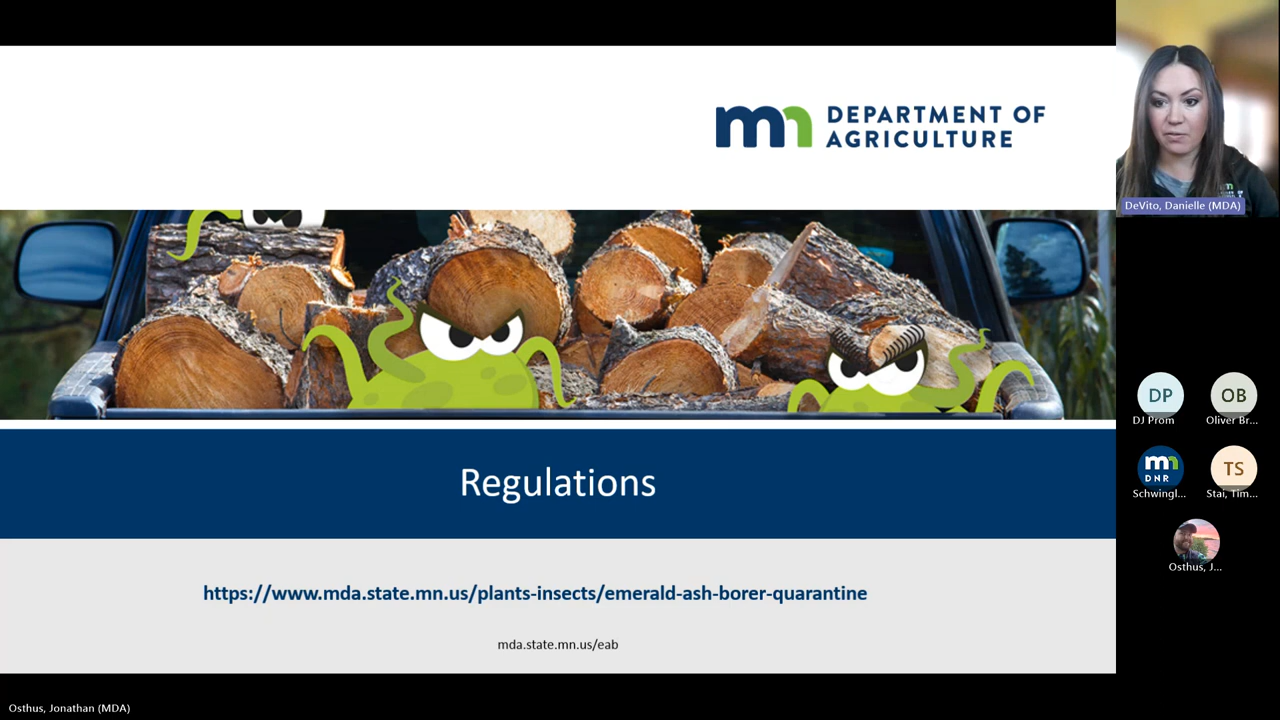 mn DEPARTMENT OF
AGRICULTURE
DeVito, Danielle (MDA)
DP
DJ Prom
OB
Oliver Br...
mn
DNR
Schwingl...
TS
Stai, Tim...
Osthus, J...
Regulations
https://www.mda.state.mn.us/plants-insects/emerald-ash-borer-quarantine
mda.state.mn.us/eab
Osthus, Jonathan (MDA)